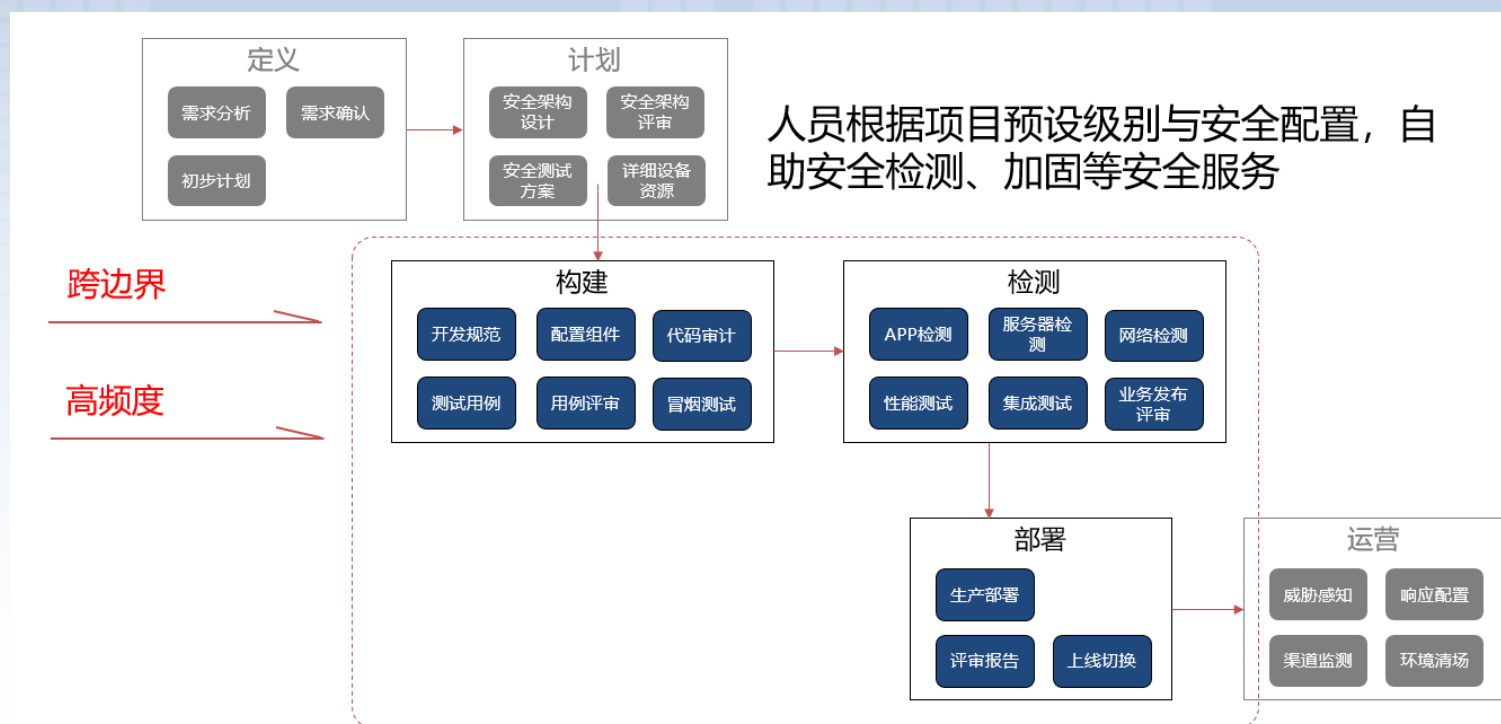 定义
需求分析
需求确认
初步计划
计划
安全架构
设计
安全架构
评审
安全测试
方案
详细设备
资源
人员根据项目预设级别与安全配置，自
助安全检测、加固等安全服务
跨边界
高频度
构建
开发规范
配置组件
代码审计
测试用例
用例评审
冒烟测试
检测
APP检测
服务器检
测
网络检测
性能测试
集成测试
业务发布
评审
部署
生产部署
评审报告
上线切换
运营
威胁感知
响应配置
渠道监测
环境清场